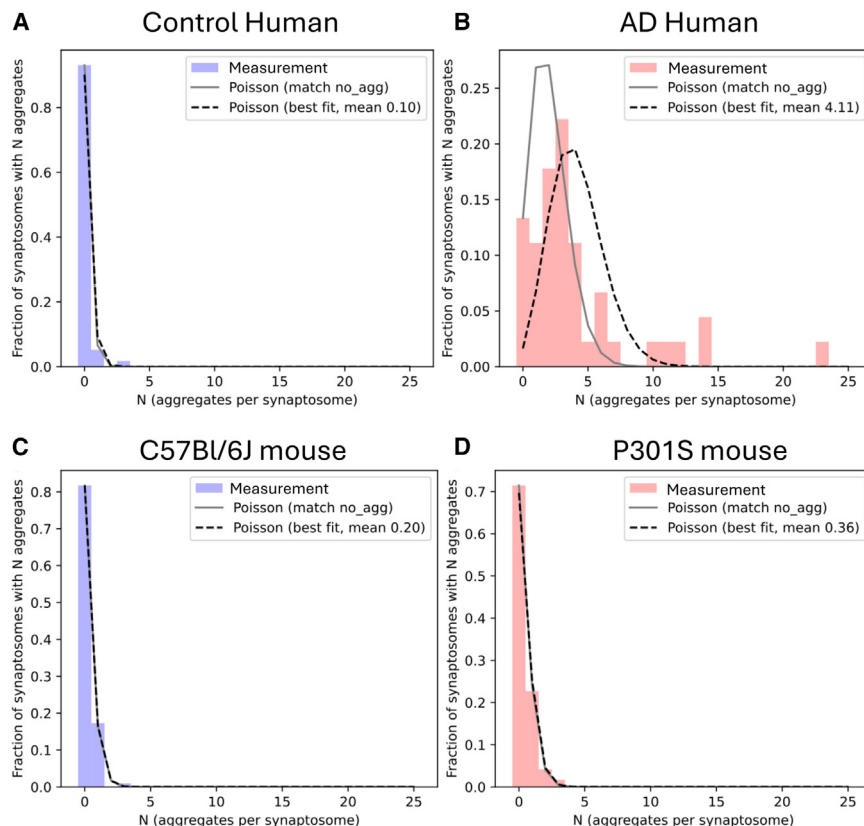 A
Control Human
Fraction of synaptosomes with N aggregates
0.8
0.6
0.4
0.2
0.0
Measurement
Poisson (match no_agg)
Poisson (best fit, mean 0.10)
0 5 10 15 20 25
N (aggregates per synaptosome)
B
AD Human
Fraction of synaptosomes with N aggregates
0.25
0.20
0.15
0.10
0.05
0.00
Measurement
Poisson (match no_agg)
Poisson (best fit, mean 4.11)
0 5 10 15 20 25
N (aggregates per synaptosome)
C
C57Bl/6J mouse
Fraction of synaptosomes with N aggregates
0.8
0.7
0.6
0.5
0.4
0.3
0.2
0.1
0.0
Measurement
Poisson (match no_agg)
Poisson (best fit, mean 0.20)
0 5 10 15 20 25
N (aggregates per synaptosome)
D
P301S mouse
Fraction of synaptosomes with N aggregates
0.7
0.6
0.5
0.4
0.3
0.2
0.1
0.0
Measurement
Poisson (match no_agg)
Poisson (best fit, mean 0.36)
0 5 10 15 20 25
N (aggregates per synaptosome)